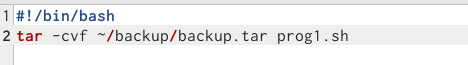 1 #!/bin/bash
2 tar -cvf ~/backup/backup.tar prog1.sh